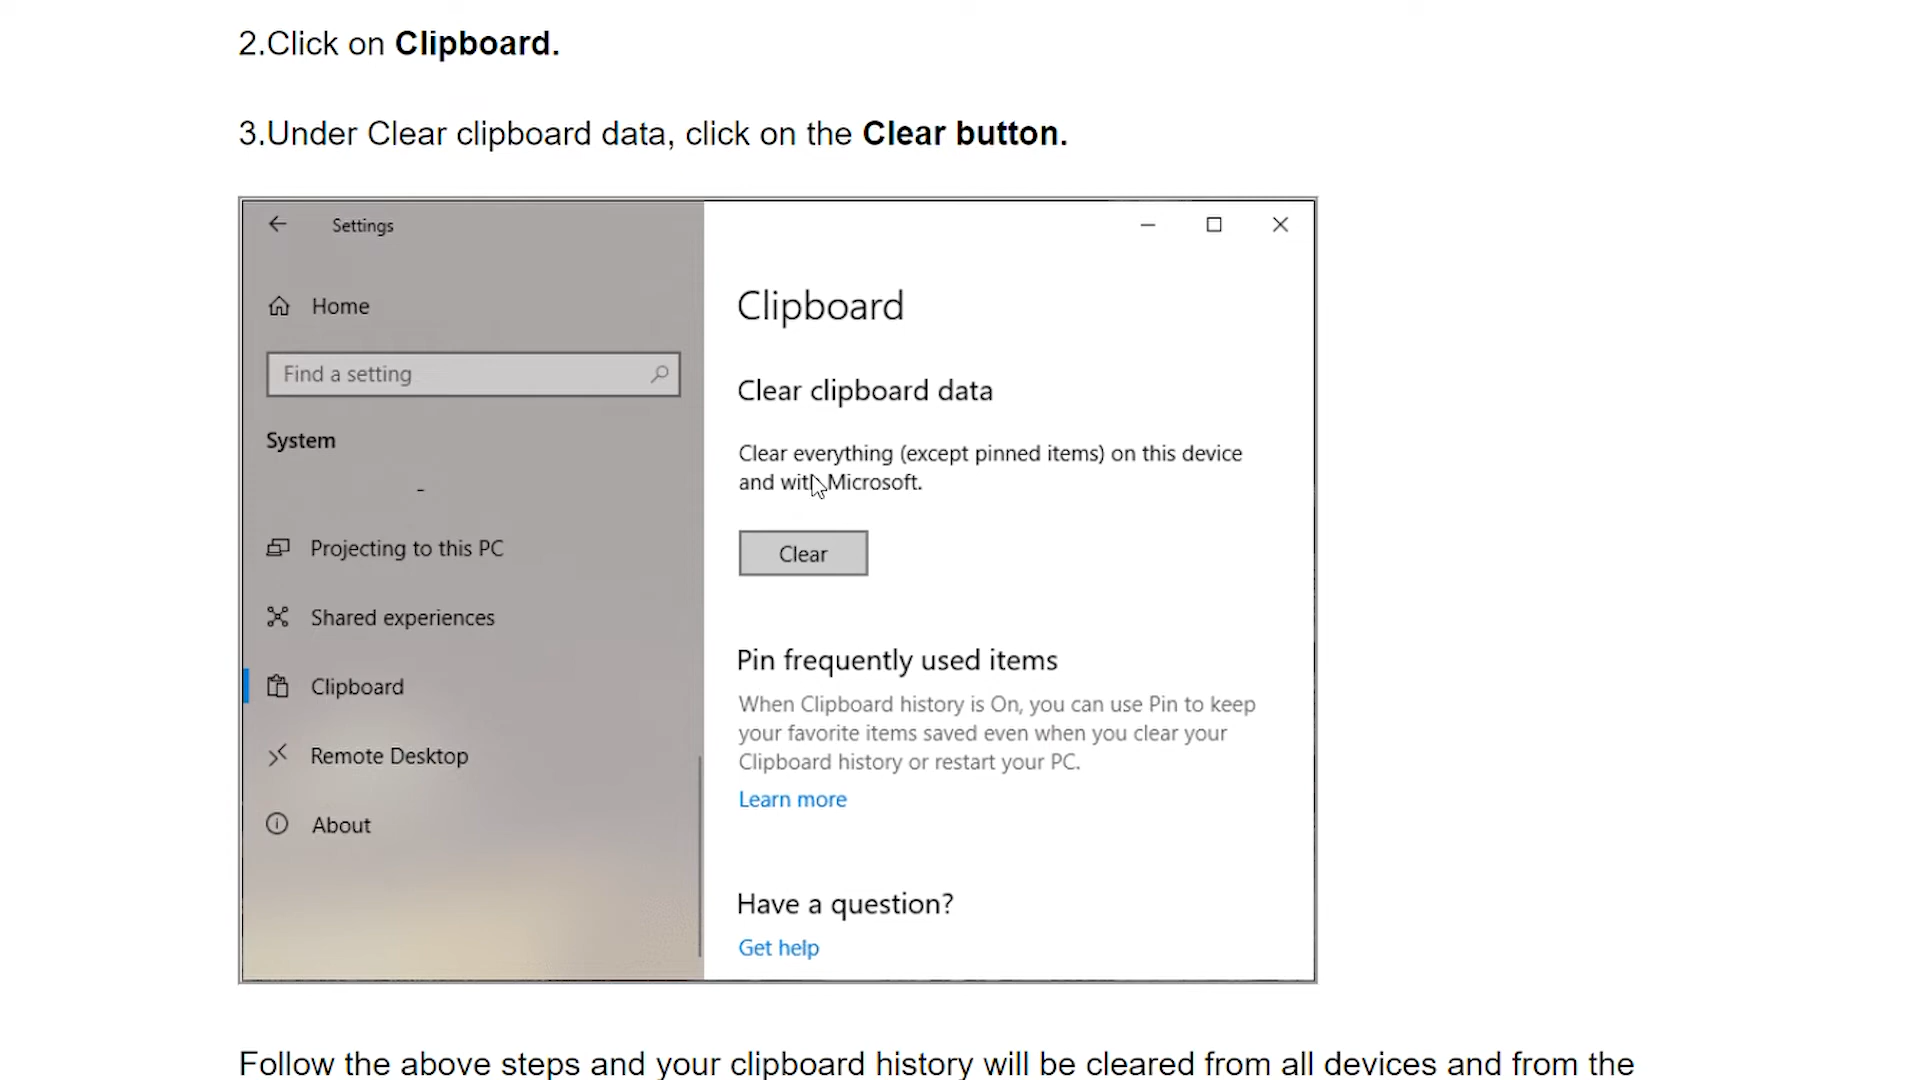 2.Click on Clipboard.
3.Under Clear clipboard data, click on the Clear button.
Settings
Home
Find a setting
System
Projecting to this PC
Shared experiences
Clipboard
Remote Desktop
About
Clipboard
Clear clipboard data
Clear everything (except pinned items) on this device
and with Microsoft.
Clear
Pin frequently used items
When Clipboard history is On, you can use Pin to keep
your favorite items saved even when you clear your
Clipboard history or restart your PC.
Learn more
Have a question?
Get help
Follow the above steps and your clipboard history will be cleared from all devices and from the